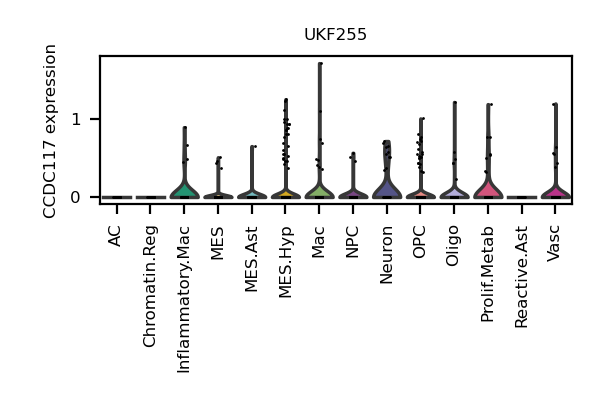 UKF255
CCDC117 expression
1
0
AC
Chromatin.Reg
Inflammatory.Mac
MES
MES.Ast
MES.Hyp
Mac
NPC
Neuron
OPC
Oligo
Prolif.Metab
Reactive.Ast
Vasc